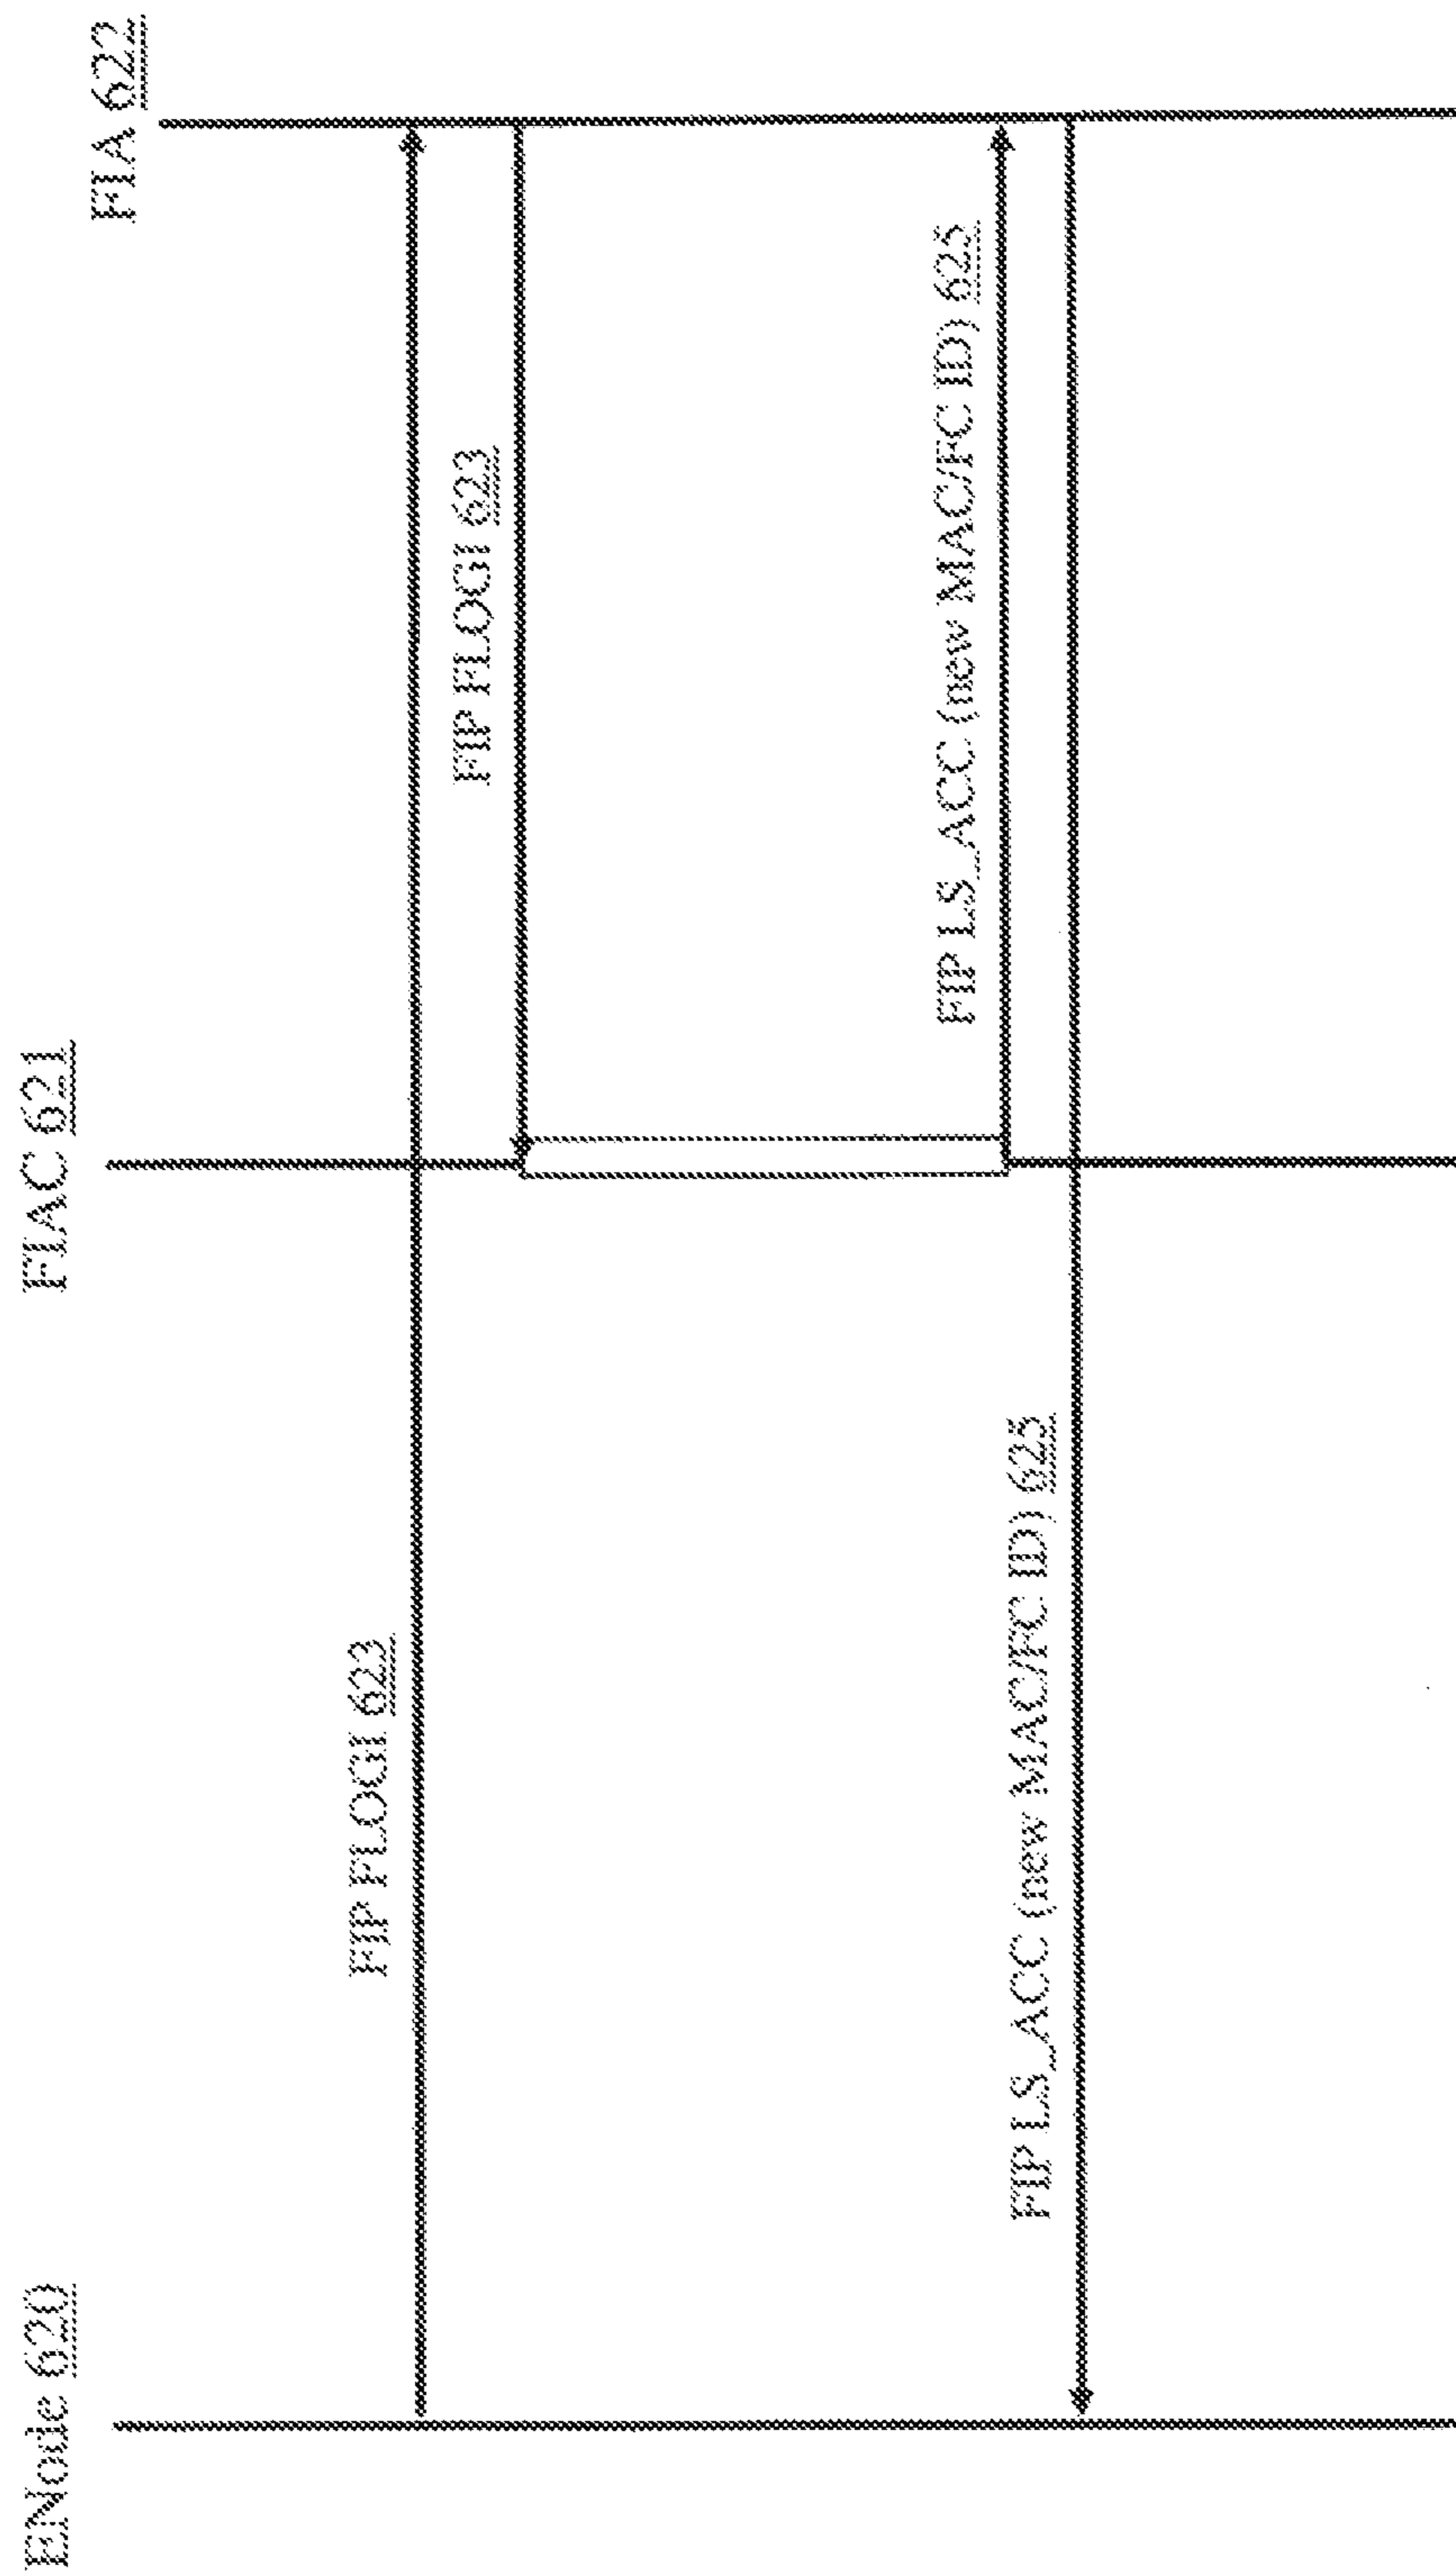 ENode 620
FIAC 621
FIA 622
FIP FLOGI 623
FIP FLOGI 623
FIP LS_ACC (new MAC/FC ID) 625
FIP LS_ACC (new MAC/FC ID) 625